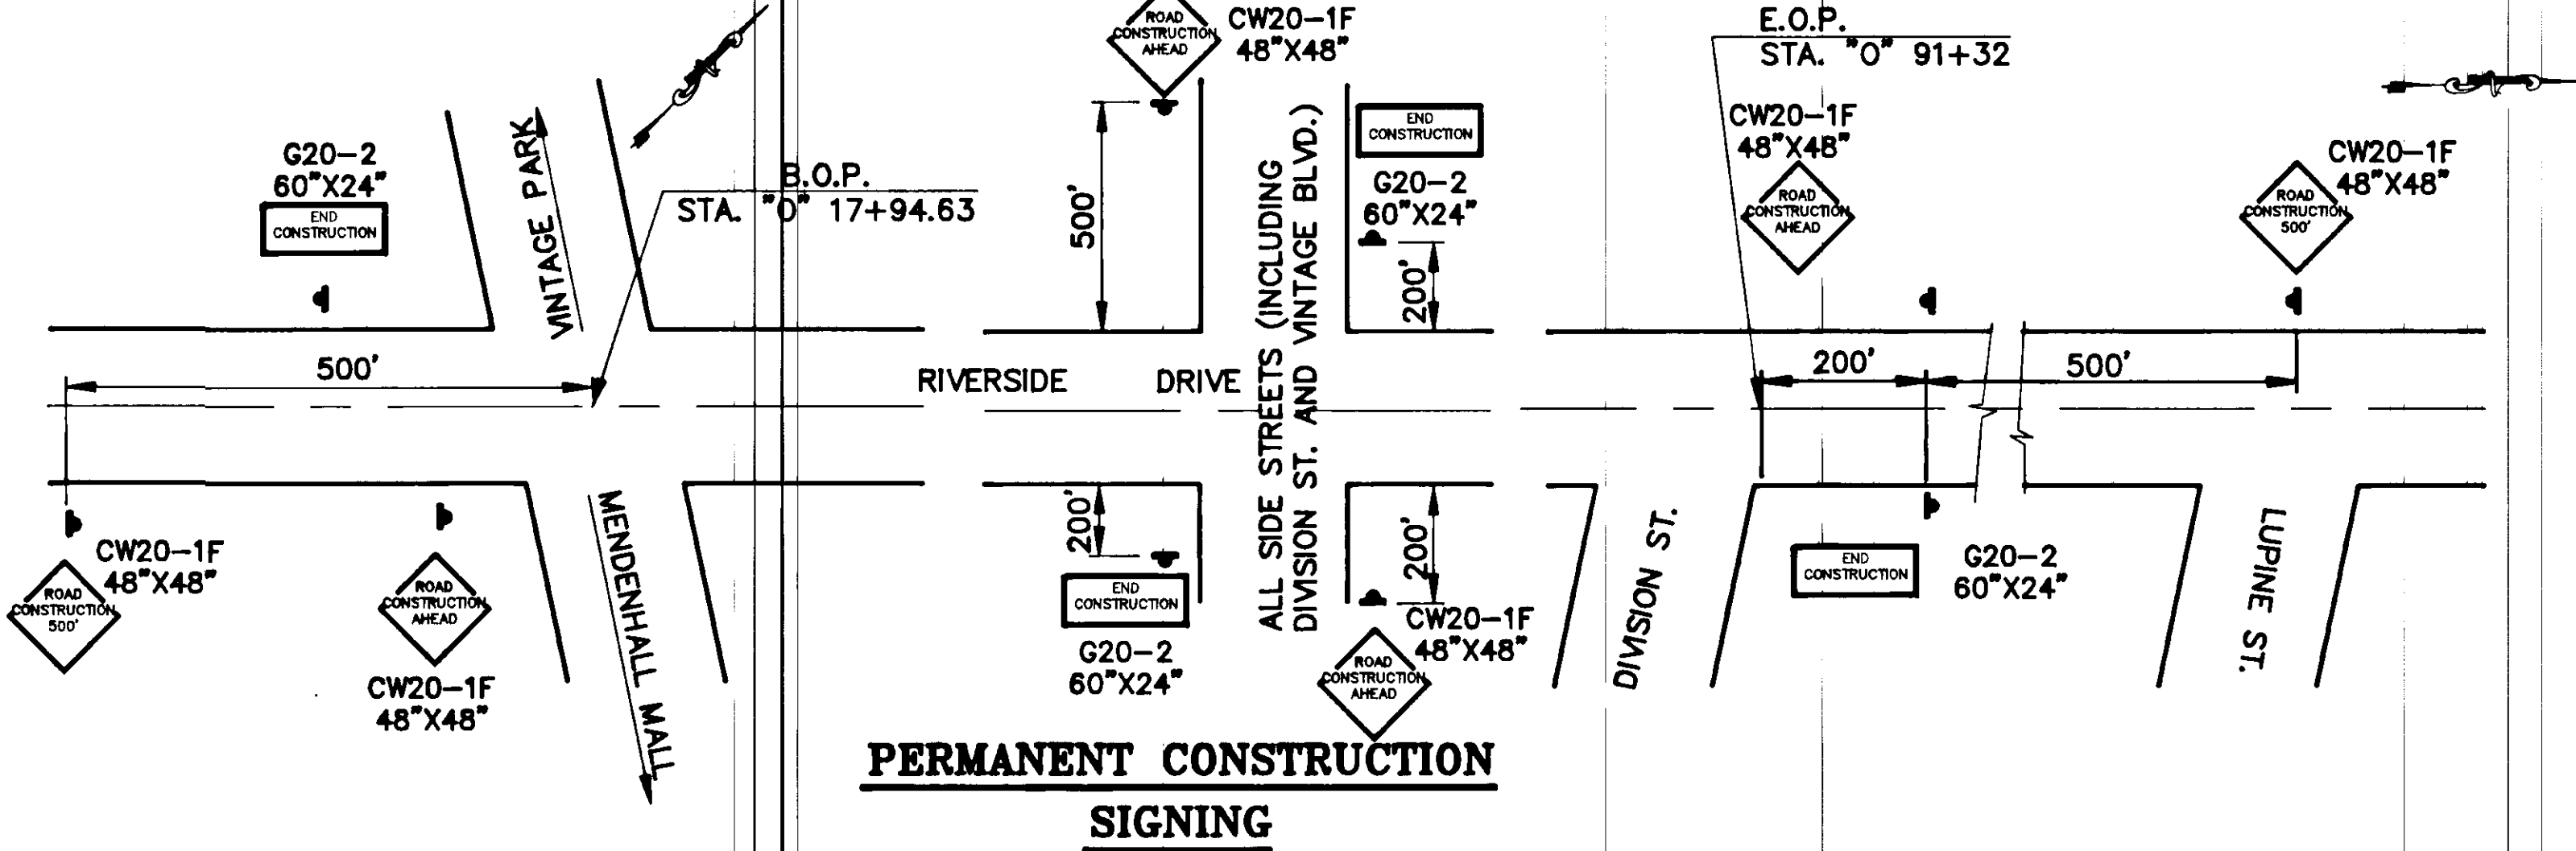 G20-2
60"X24"
END
CONSTRUCTION
VINTAGE PARK
B.O.P.
STA. "O" 17+94.63
500'
CW20-1F
48"X48"
ROAD
CONSTRUCTION
500'
ROAD
CONSTRUCTION
AHEAD
CW20-1F
48"X48"
MENDENHALL MALL
ROAD
CONSTRUCTION
AHEAD
CW20-1F
48"X48"
500'
END
CONSTRUCTION
G20-2
60"X24"
200'
RIVERSIDE DRIVE
ALL SIDE STREETS (INCLUDING
DIVISION ST. AND VINTAGE BLVD.)
200'
END
CONSTRUCTION
G20-2
60"X24"
200'
CW20-1F
48"X48"
ROAD
CONSTRUCTION
AHEAD
E.O.P.
STA. "O" 91+32
CW20-1F
48"X48"
ROAD
CONSTRUCTION
AHEAD
CW20-1F
48"X48"
ROAD
CONSTRUCTION
500'
200'
500'
DIVISION ST.
END
CONSTRUCTION
G20-2
60"X24"
LUPINE ST.
PERMANENT CONSTRUCTION
SIGNING